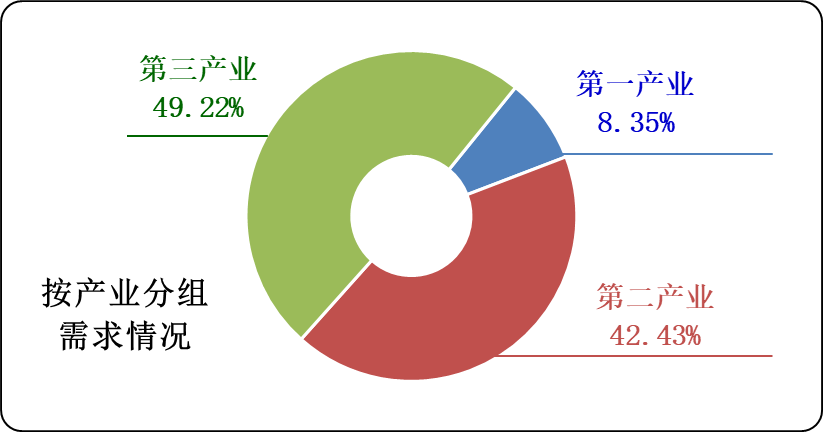 第三产业
49.22%
第一产业
8.35%
按产业分组
需求情况
第二产业
42.43%